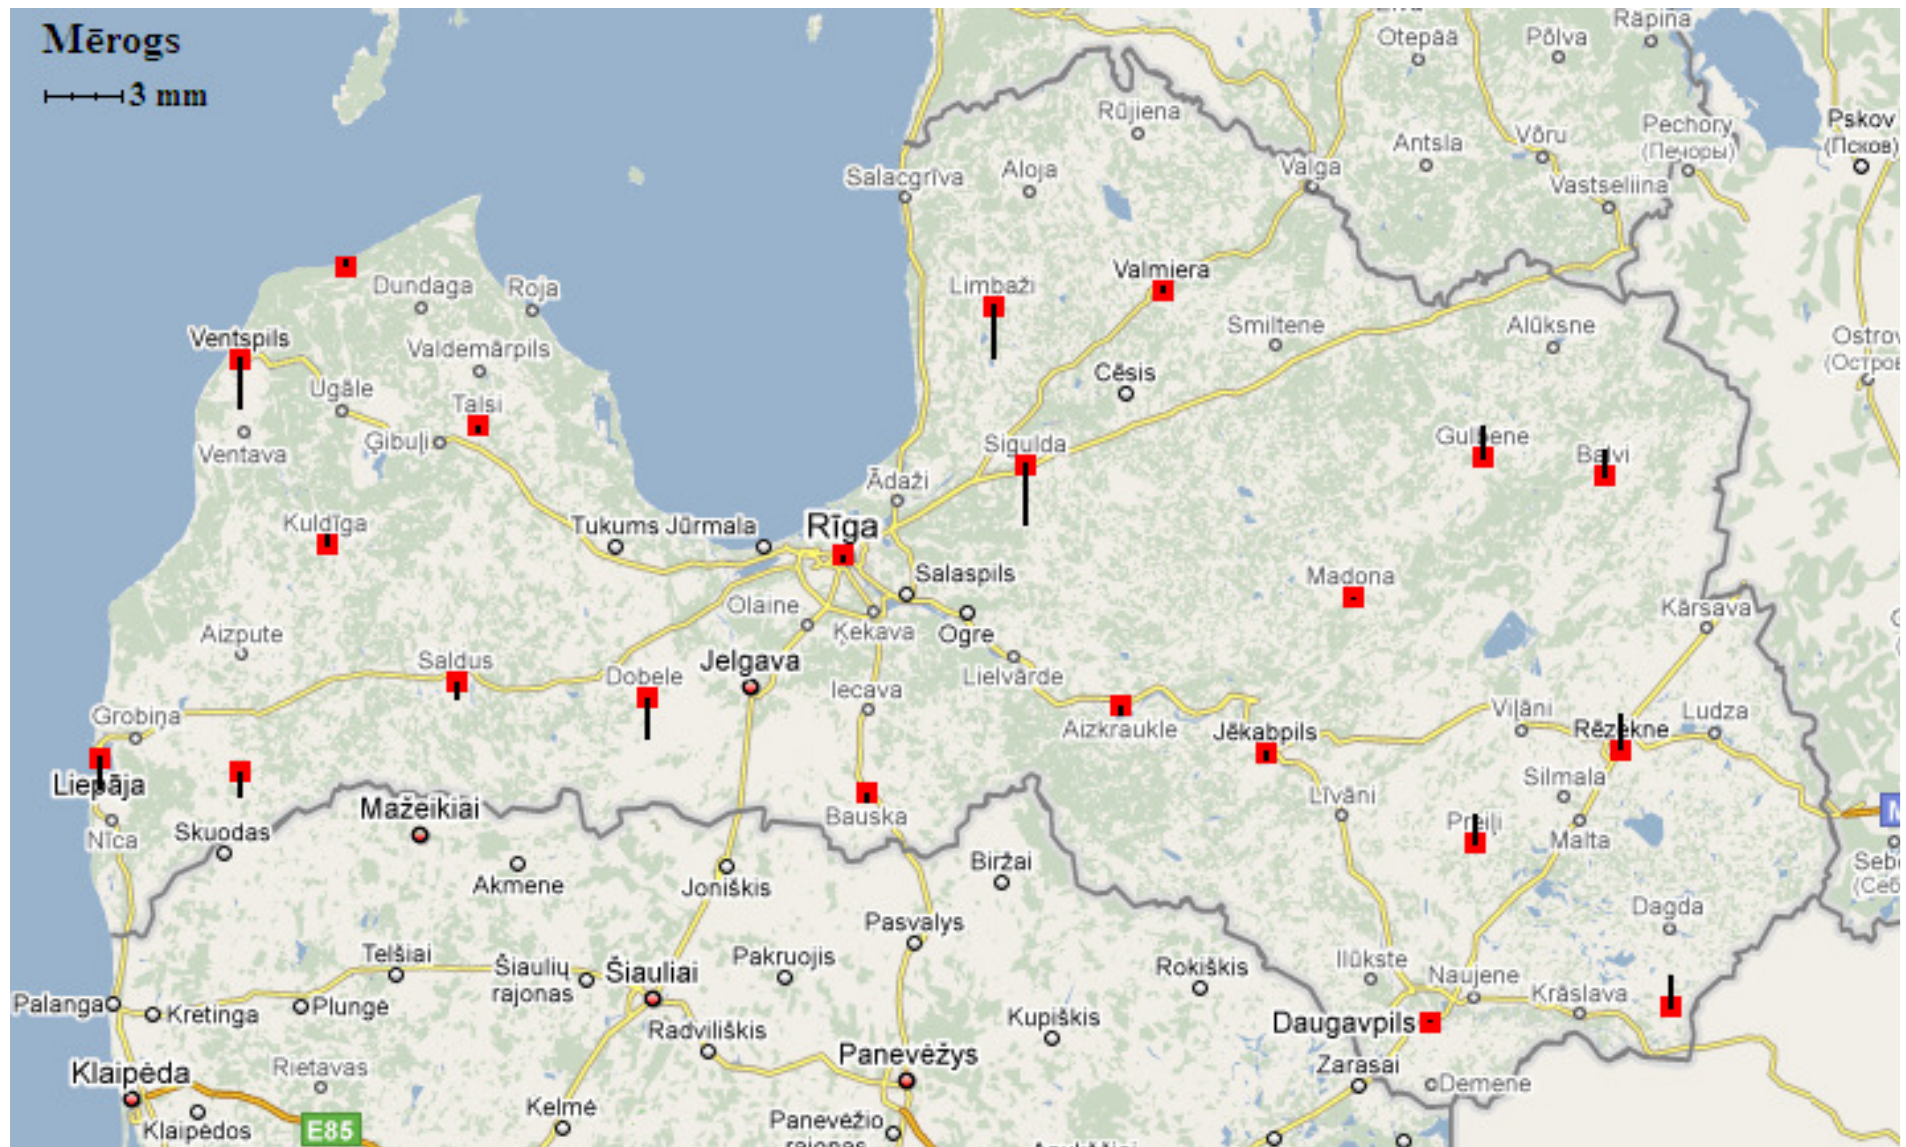 Mērogs
3 mm
Otepää
Põlva
Räpina
Rūjiena
Antsla
Võru
Pechory
(Печоры)
Pskov
(Псков)
Salacgrīva
Aloja
Valga
Vastseliina
Dundaga
Roja
Limbaži
Valmiera
Smiltene
Alūksne
Ventspils
Valdemārpils
Ugāle
Cēsis
Talsi
Ģibuļi
Ventava
Sigulda
Gulbene
Balvi
Ādaži
Kuldīga
Tukums
Jūrmala
Rīga
Salaspils
Madona
Olaine
Ķekava
Ogre
Kārsava
Aizpute
Saldus
Dobele
Jelgava
Iecava
Lielvārde
Grobiņa
Aizkraukle
Jēkabpils
Viļāni
Rēzekne
Ludza
Liepāja
Silmala
Līvāni
Nīca
Skuodas
Mažeikiai
Bauska
Preiļi
Malta
Akmenė
Joniškis
Biržai
Dagda
Pasvalys
Telšiai
Šiaulių
rajonas
Šiauliai
Pakruojis
Rokiškis
Ilūkste
Naujene
Krāslava
Palanga
Kretinga
Plungė
Radviliškis
Kupiškis
Daugavpils
Panevėžys
Zarasai
Klaipėda
Rietavas
Demene
Kelmė
Klaipėdos
E85
Panevėžio
rajonas